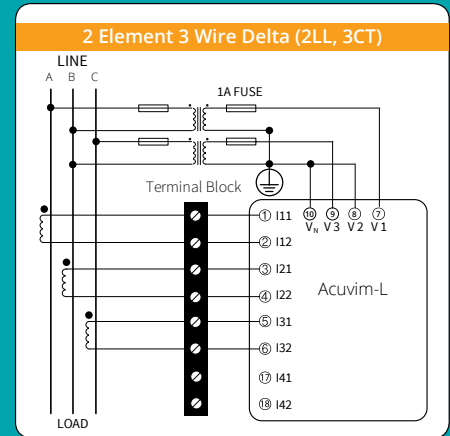 2 Element 3 Wire Delta (2LL, 3CT)
LINE
A B C
1A FUSE
Terminal Block
① I11
② I12
③ I21
④ I22
⑤ I31
⑥ I32
⑰ I41
⑱ I42
⑩ ⑨ ⑧ ⑦
VN V3 V2 V1
Acuvim-L
LOAD